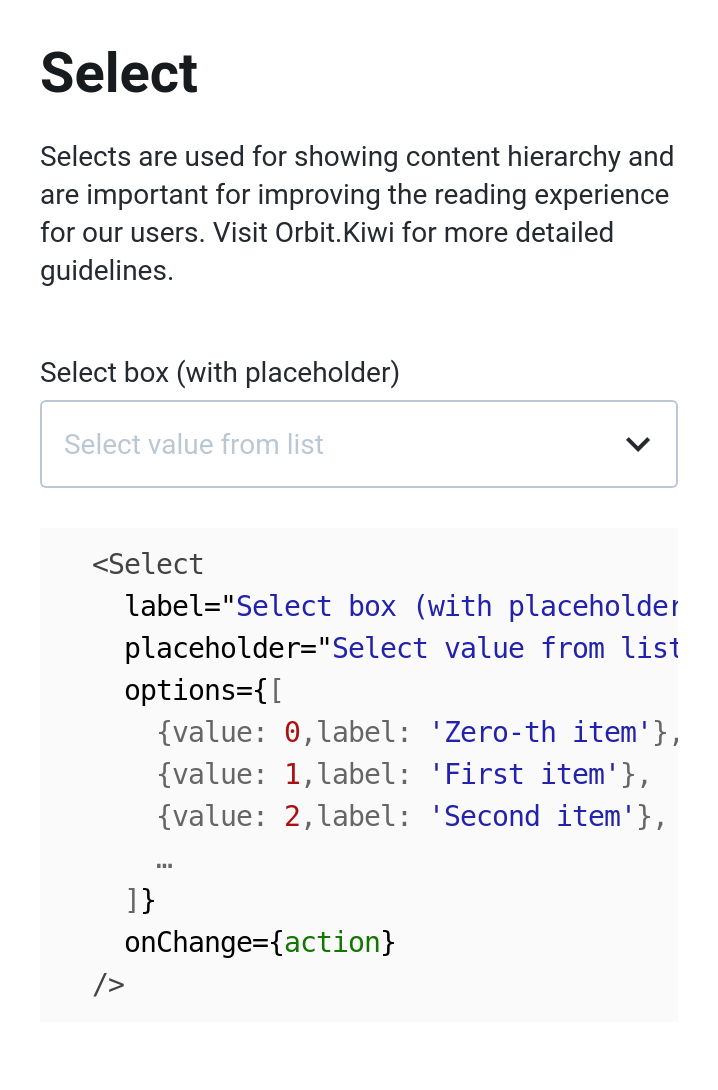 Select
Selects are used for showing content hierarchy and
are important for improving the reading experience
for our users. Visit Orbit.Kiwi for more detailed
guidelines.
Select box (with placeholder)
Select value from list
<Select
label="Select box (with placeholder
placeholder="Select value from list
options={[
{value: 0,label: 'Zero-th item'},
{value: 1,label: 'First item'},
{value: 2,label: 'Second item'},
…
]}
onChange={action}
/>